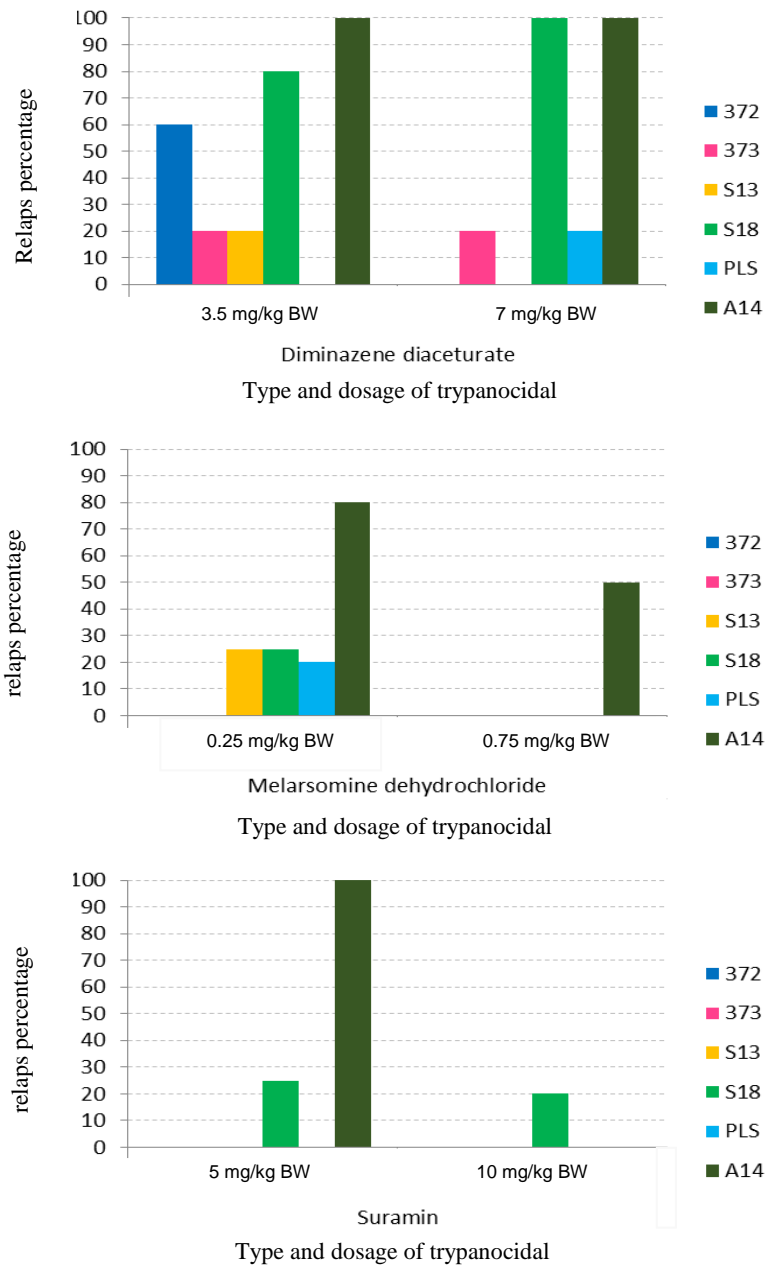 100
90
80
70
60
50
40
30
20
10
0
Relaps percentage
3.5 mg/kg BW
7 mg/kg BW
Diminazene diaceturate
Type and dosage of trypanocidal
372
373
S13
S18
PLS
A14
100
90
80
70
60
50
40
30
20
10
0
relaps percentage
0.25 mg/kg BW
0.75 mg/kg BW
Melarsomine dehydrochloride
Type and dosage of trypanocidal
372
373
S13
S18
PLS
A14
100
90
80
70
60
50
40
30
20
10
0
relaps percentage
5 mg/kg BW
10 mg/kg BW
Suramin
Type and dosage of trypanocidal
372
373
S13
S18
PLS
A14